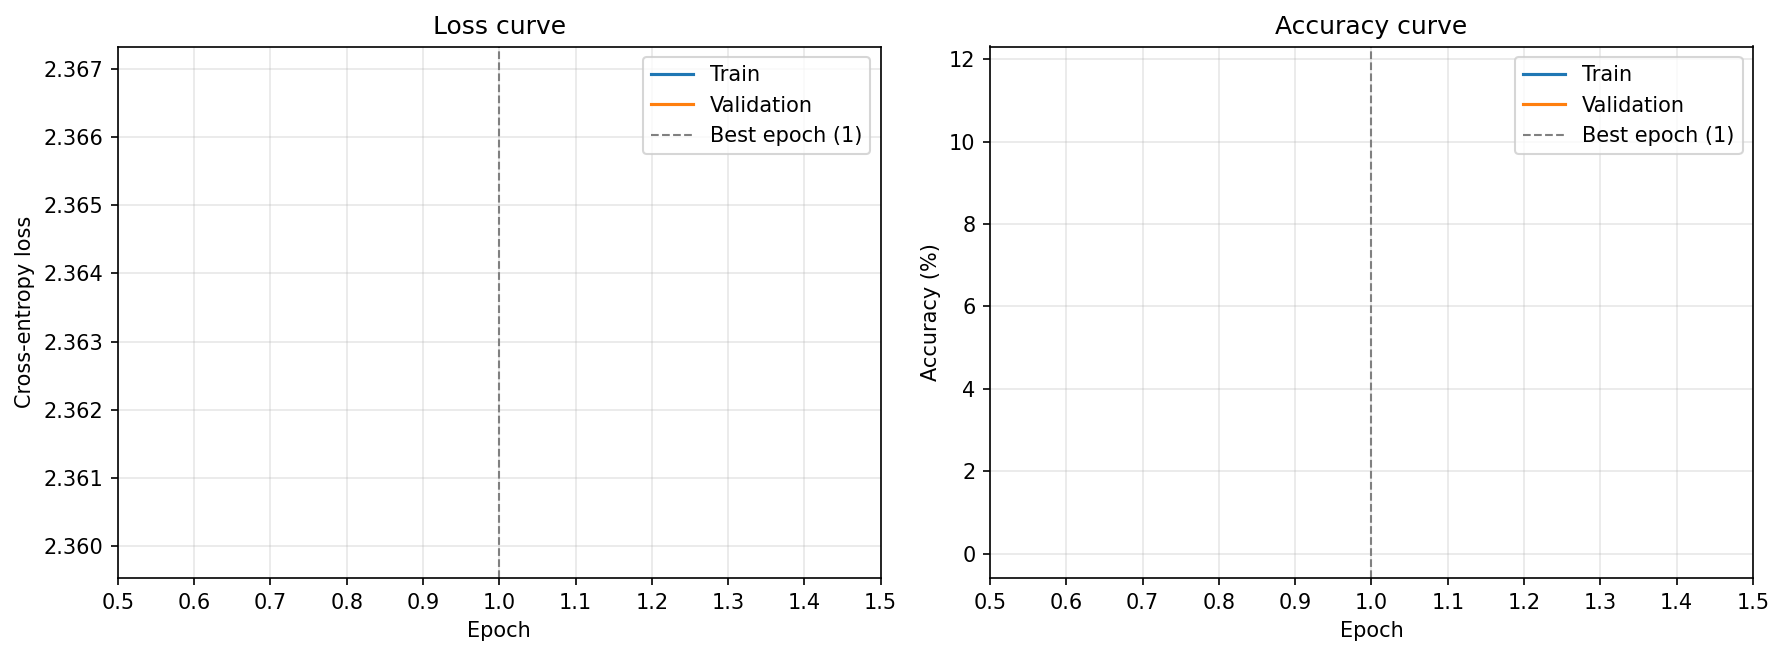 Loss curve
2.367
2.366
2.365
2.364
2.363
2.362
2.361
2.360
Cross-entropy loss
0.5 0.6 0.7 0.8 0.9 1.0 1.1 1.2 1.3 1.4 1.5
Epoch
Train
Validation
Best epoch (1)
Accuracy curve
12
10
8
6
4
2
0
Accuracy (%)
0.5 0.6 0.7 0.8 0.9 1.0 1.1 1.2 1.3 1.4 1.5
Epoch
Train
Validation
Best epoch (1)